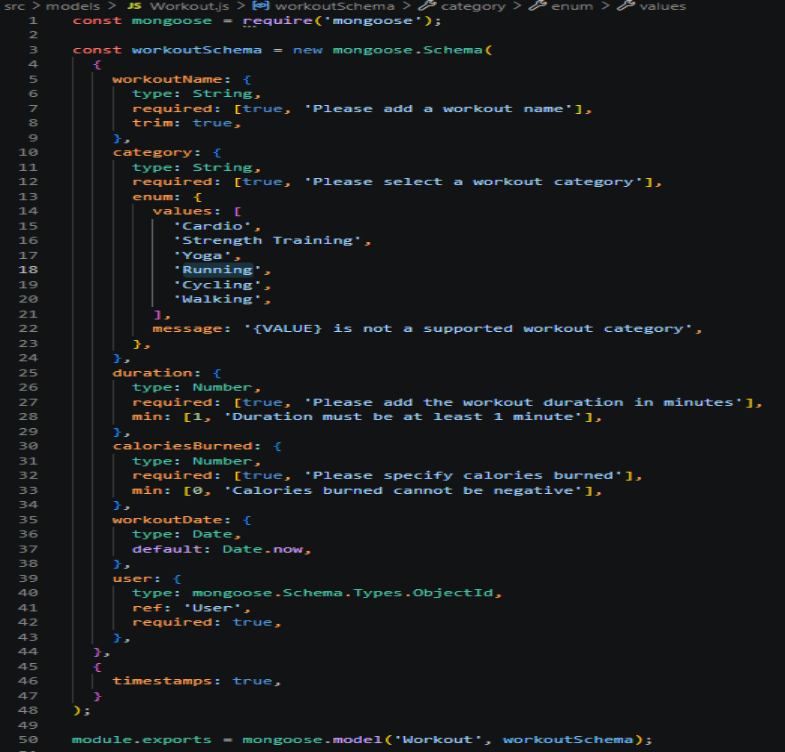 src > models > JS Workout.js > workoutSchema > category > enum > values
1 const mongoose = require('mongoose');
2
3 const workoutSchema = new mongoose.Schema(
4   {
5     workoutName: {
6       type: String,
7       required: [true, 'Please add a workout name'],
8       trim: true,
9     },
10     category: {
11       type: String,
12       required: [true, 'Please select a workout category'],
13       enum: {
14         values: [
15           'Cardio',
16           'Strength Training',
17           'Yoga',
18           'Running',
19           'Cycling',
20           'Walking',
21         ],
22         message: '{VALUE} is not a supported workout category',
23       },
24     },
25     duration: {
26       type: Number,
27       required: [true, 'Please add the workout duration in minutes'],
28       min: [1, 'Duration must be at least 1 minute'],
29     },
30     caloriesBurned: {
31       type: Number,
32       required: [true, 'Please specify calories burned'],
33       min: [0, 'Calories burned cannot be negative'],
34     },
35     workoutDate: {
36       type: Date,
37       default: Date.now,
38     },
39     user: {
40       type: mongoose.Schema.Types.ObjectId,
41       ref: 'User',
42       required: true,
43     },
44   },
45   {
46     timestamps: true,
47   }
48 );
49
50 module.exports = mongoose.model('Workout', workoutSchema);